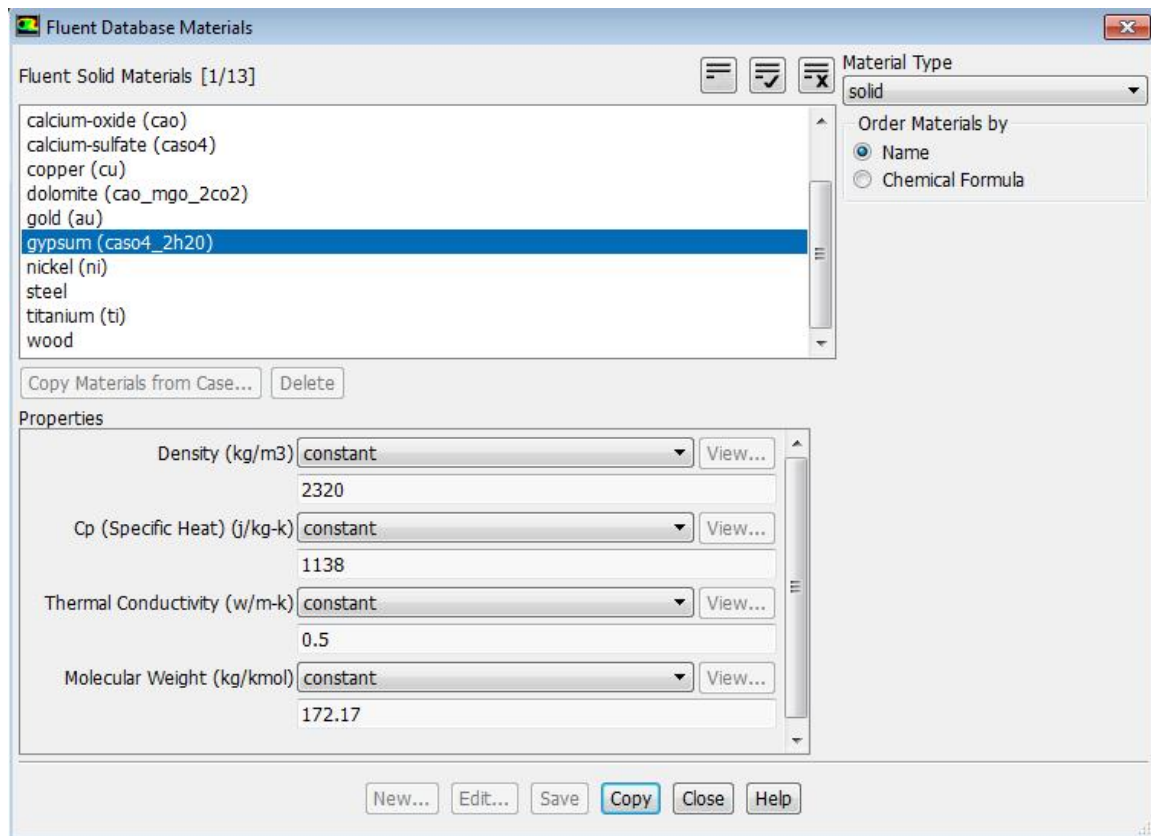 Fluent Database Materials
Fluent Solid Materials [1/13]
Material Type
solid
Order Materials by
Name
Chemical Formula
calcium-oxide (cao)
calcium-sulfate (caso4)
copper (cu)
dolomite (cao_mgo_2co2)
gold (au)
gypsum (caso4_2h20)
nickel (ni)
steel
titanium (ti)
wood
Copy Materials from Case... Delete
Properties
Density (kg/m3) constant View...
2320
Cp (Specific Heat) (j/kg-k) constant View...
1138
Thermal Conductivity (w/m-k) constant View...
0.5
Molecular Weight (kg/kmol) constant View...
172.17
New... Edit... Save Copy Close Help